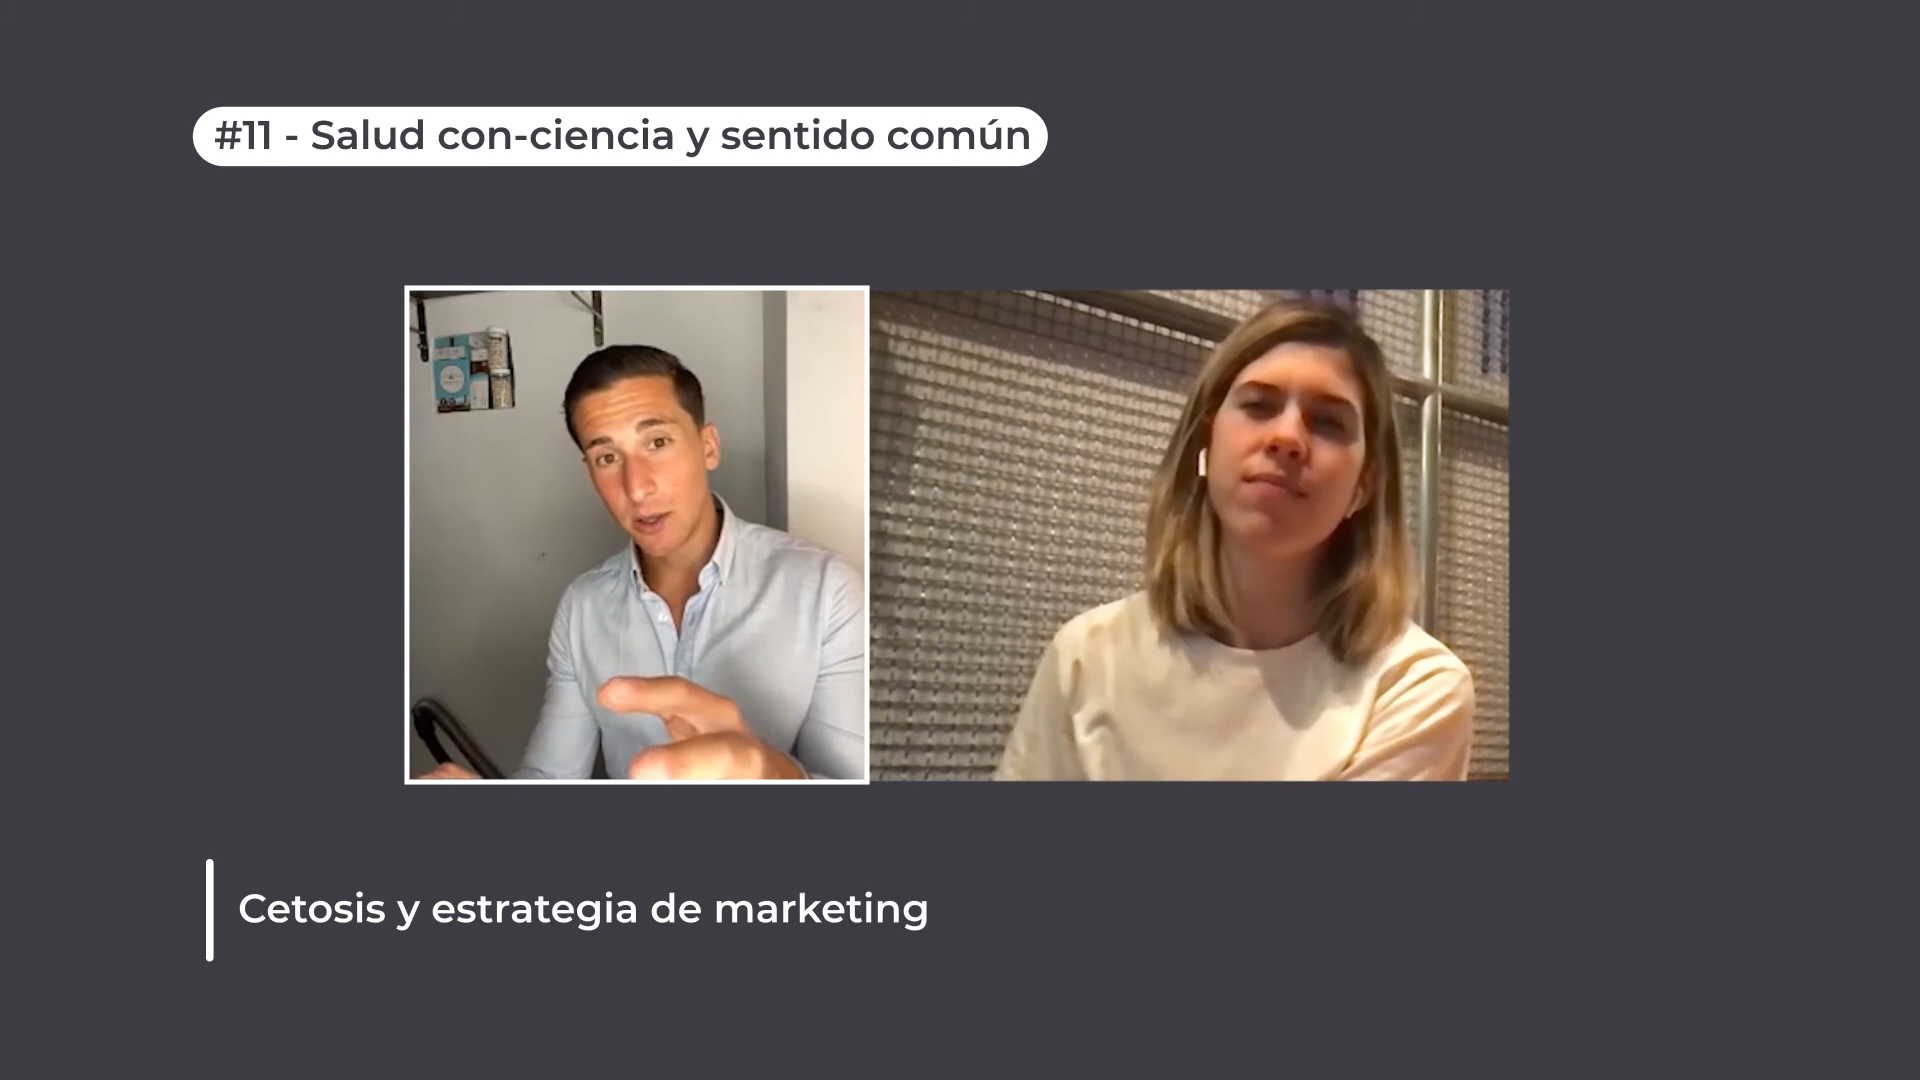 #11 - Salud con-ciencia y sentido común
Cetosis y estrategia de marketing